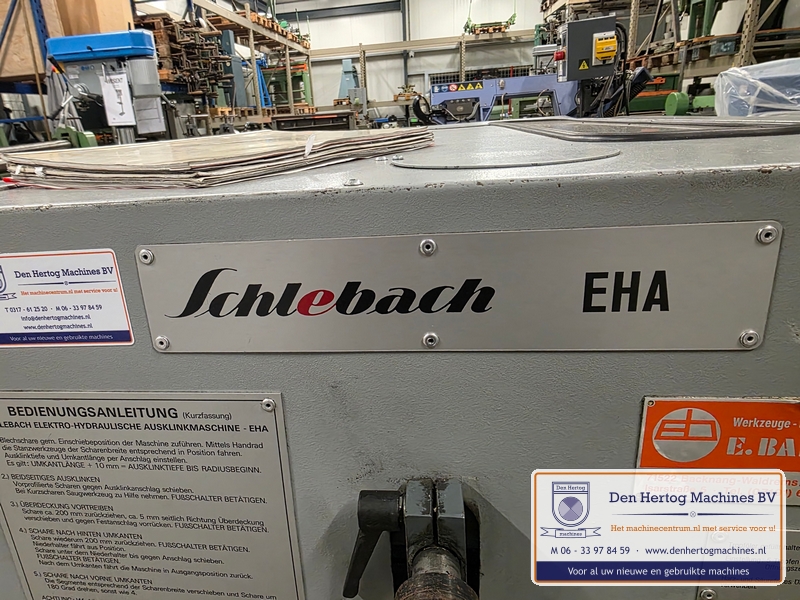 Schlebach EHA
Den Hertog Machines BV
Het machinecentrum.nl met service voor u!
T 0317 - 61 25 20 · M 06 - 33 97 84 59
info@denhertogmachines.nl
www.denhertogmachines.nl
Voor al uw nieuwe en gebruikte machines
BEDIENUNGSANLEITUNG (Kurzfassung)
LEBACH ELEKTRO-HYDRAULISCHE AUSKLINKMASCHINE - EHA
Blechschare gem. Einschiebeposition der Maschine zuführen. Mittels Handrad
die Stanzwerkzeuge der Scharenbreite entsprechend in Position fahren.
Ausklinktiefe und Umkantlänge per Anschlag einstellen.
Es gilt: UMKANTLÄNGE + 10 mm = AUSKLINKTIEFE BIS RADIUSBEGINN.
2.) BEIDSEITIGES AUSKLINKEN
Vorprofilierte Scharen gegen Ausklinkanschlag schieben.
Bei Kurzscharen Saugwerkzeug zu Hilfe nehmen. FUßSCHALTER BETÄTIGEN.
3.) ÜBERDECKUNG VORTREIBEN
Schare ca. 200 mm zurückziehen, ca. 5 mm seitlich Richtung Überdeckung
verschieben und gegen Festanschlag vorrücken. FUßSCHALTER BETÄTIGEN.
4.) SCHARE NACH HINTEN UMKANTEN
Schare wiederum 200 mm zurückziehen. FUßSCHALTER BETÄTIGEN.
Niederhalter fährt aus Position.
Schare unter dem Niederhalter bis gegen Anschlag schieben.
FUßSCHALTER BETÄTIGEN.
Nach dem Umkanten fährt die Maschine in Ausgangsposition zurück.
5.) SCHARE NACH VORNE UMKANTEN
Die Segmente entsprechend der Scharenbreite verschieben und Schare um
180 Grad drehen, sonst wie 4.
Werkzeuge -
E. BA
Den Hertog
machines
Den Hertog Machines BV
Het machinecentrum.nl met service voor u!
M 06 - 33 97 84 59 · www.denhertogmachines.nl
Voor al uw nieuwe en gebruikte machines